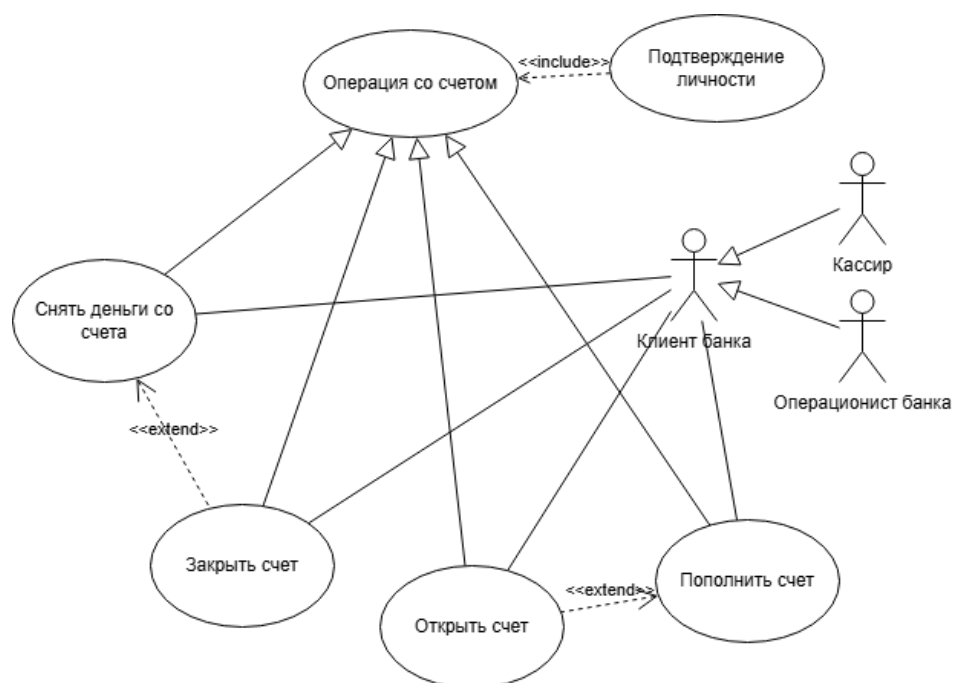 Операция со счетом
<<include>>
Подтверждение
личности
Кассир
Снять деньги со
счета
Клиент банка
Операционист банка
<<extend>>
Закрыть счет
Открыть счет
<<extend>>
Пополнить счет